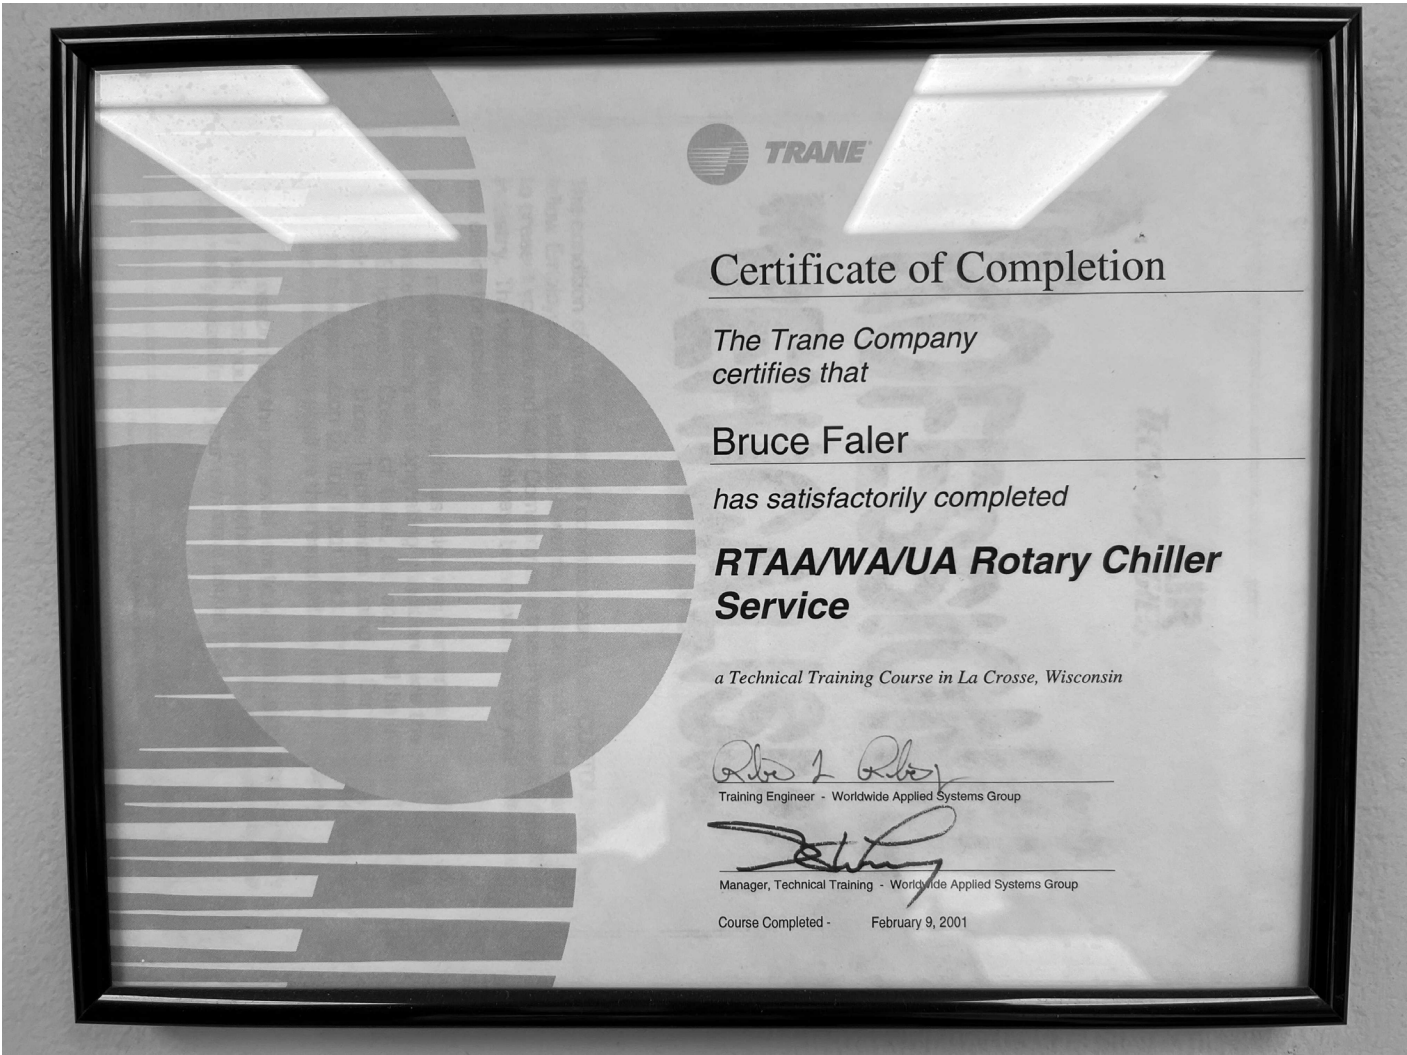 TRANE
Certificate of Completion
The Trane Company
certifies that
Bruce Faler
has satisfactorily completed
RTAA/WA/UA Rotary Chiller
Service
a Technical Training Course in La Crosse, Wisconsin
Training Engineer - Worldwide Applied Systems Group
Manager, Technical Training - Worldwide Applied Systems Group
Course Completed - February 9, 2001